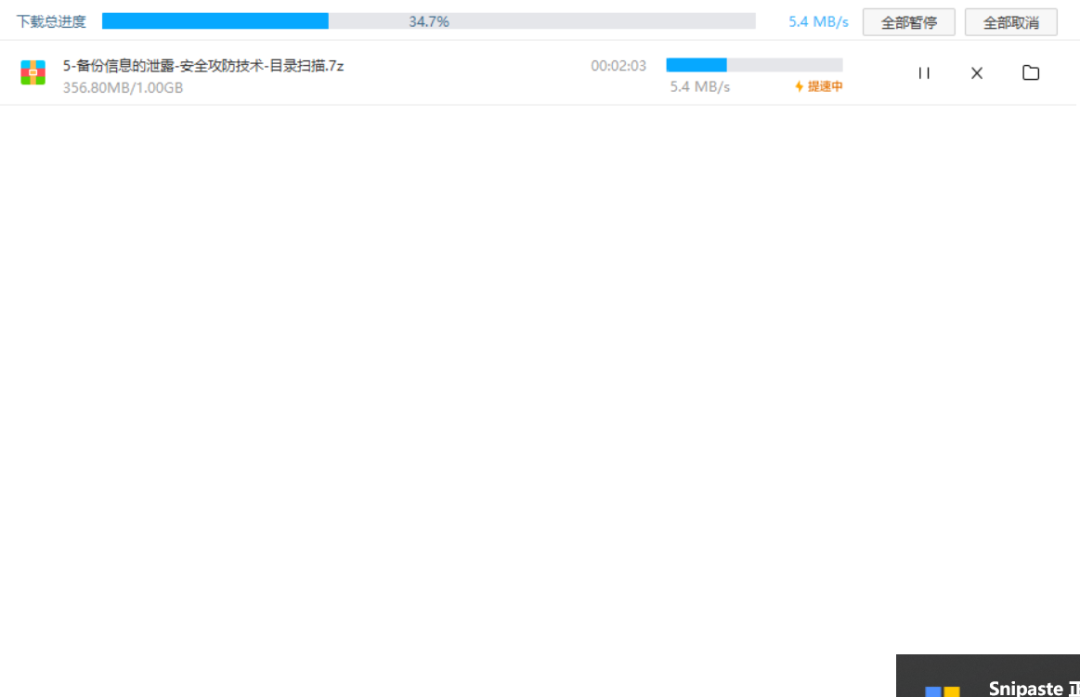 下载总进度 34.7% 5.4 MB/s 全部暂停 全部取消
5-备份信息的泄露-安全攻防技术-目录扫描.7z 00:02:03
356.80MB/1.00GB 5.4 MB/s 提速中
Snipaste